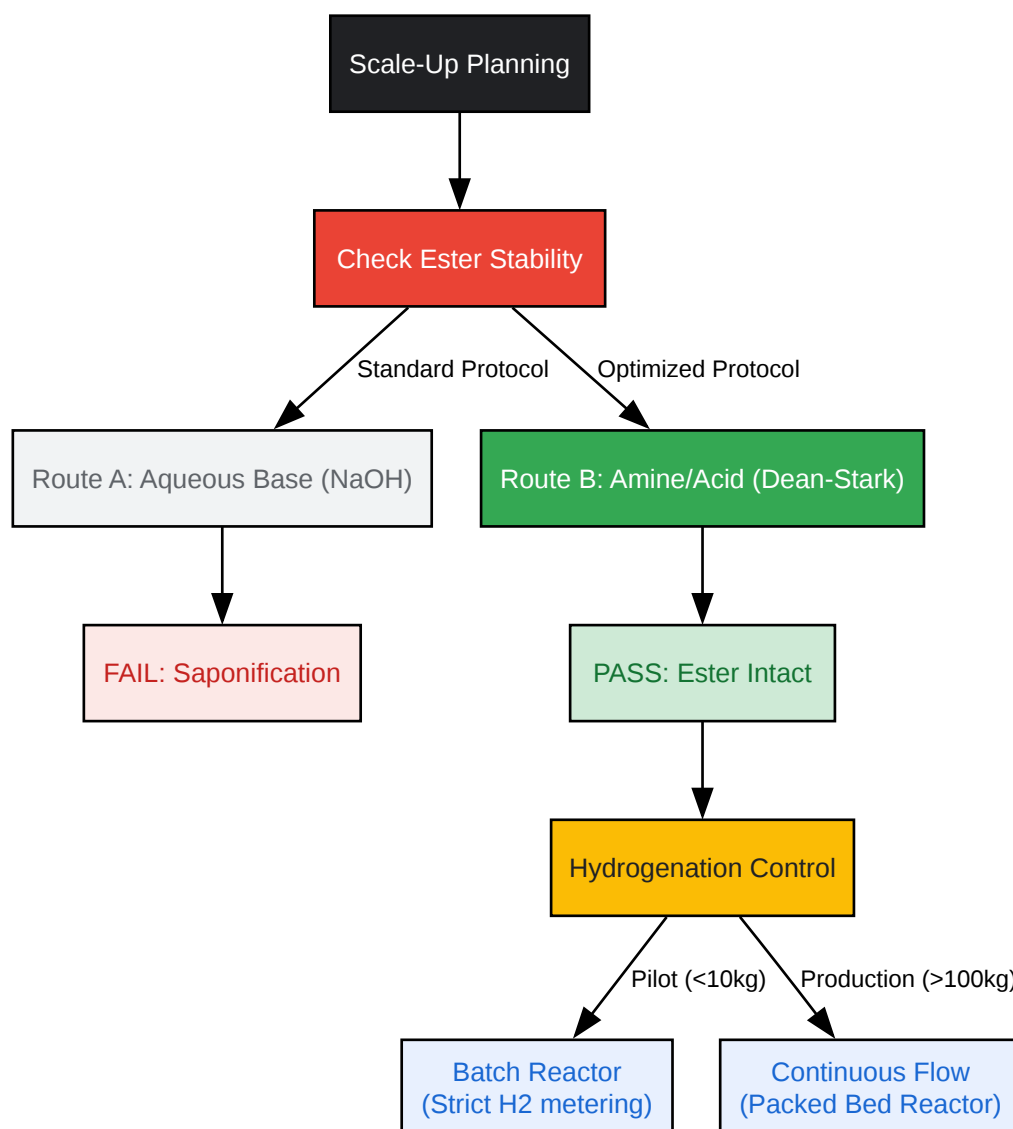 Scale-Up Planning
Check Ester Stability
Standard Protocol
Optimized Protocol
Route A: Aqueous Base (NaOH)
Route B: Amine/Acid (Dean-Stark)
FAIL: Saponification
PASS: Ester Intact
Hydrogenation Control
Pilot (<10kg)
Production (>100kg)
Batch Reactor
(Strict H2 metering)
Continuous Flow
(Packed Bed Reactor)